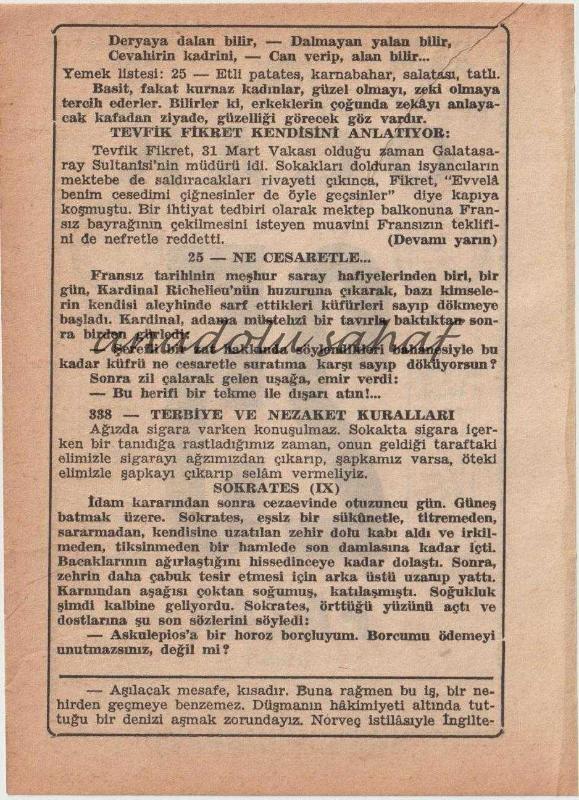 Deryaya dalan bilir, — Dalmayan yalan bilir,
Cevahirin kadrini, — Can verip, alan bilir...
Yemek listesi: 25 — Etli patates, karnabahar, salatası, tatlı.
Basit, fakat kurnaz kadınlar, güzel olmayı, zeki olmaya
tercih ederler. Bilirler ki, erkeklerin çoğunda zekâyı anlaya-
cak kafadan ziyade, güzelliği görecek göz vardır.
TEVFİK FİKRET KENDİSİNİ ANLATIYOR:
Tevfik Fikret, 31 Mart Vakası olduğu zaman Galatasa-
ray Sultanisi'nin müdürü idi. Sokakları dolduran isyancıların
mektebe de saldıracakları rivayeti çıkınca, Fikret, "Evvelâ
benim cesedimi çiğnesinler de öyle geçsinler" diye kapıya
koşmuştu. Bir ihtiyat tedbiri olarak mektep balkonuna Fran-
sız bayrağının çekilmesini isteyen muavini Fransızın teklifi-
ni de nefretle reddetti. (Devamı yarın)
25 — NE CESARETLE...
Fransız tarihinin meşhur saray hafiyelerinden biri, bir
gün, Kardinal Richelieu'nün huzuruna çıkarak, bazı kimsele-
rin kendisi aleyhinde sarf ettikleri küfürleri sayıp dökmeye
başladı. Kardinal, adama müstehzî bir tavırla baktıktan son-
ra birden gürledi:
anadolu sahaf
— Şerefli bir zat hakkında söylenilikleri bahanesiyle bu
kadar küfrü ne cesaretle suratıma karşı sayıp döküyorsun?
Sonra zil çalarak gelen uşağa, emir verdi:
— Bu herifi bir tekme ile dışarı atın!...
338 — TERBİYE VE NEZAKET KURALLARI
Ağızda sigara varken konuşulmaz. Sokakta sigara içer-
ken bir tanıdığa rastladığımız zaman, onun geldiği taraftaki
elimizle sigarayı ağzımızdan çıkarıp, şapkamız varsa, öteki
elimizle şapkayı çıkarıp selâm vermeliyiz.
SOKRATES (IX)
İdam kararından sonra cezaevinde otuzuncu gün. Güneş
batmak üzere. Sokrates, eşsiz bir sükûnetle, titremeden,
sararmadan, kendisine uzatılan zehir dolu kabı aldı ve irkil-
meden, tiksinmeden bir hamlede son damlasına kadar içti.
Bacaklarının ağırlaştığını hissedinceye kadar dolaştı. Sonra,
zehrin daha çabuk tesir etmesi için arka üstü uzanıp yattı.
Karnından aşağısı çoktan soğumuş, katılaşmıştı. Soğukluk
şimdi kalbine geliyordu. Sokrates, örttüğü yüzünü açtı ve
dostlarına şu son sözlerini söyledi:
— Askulepios'a bir horoz borçluyum. Borcumu ödemeyi
unutmazsınız, değil mi?
— Aşılacak mesafe, kısadır. Buna rağmen bu iş, bir ne-
hirden geçmeye benzemez. Düşmanın hâkimiyeti altında tut-
tuğu bir denizi aşmak zorundayız. Norveç istilâsıyle İngilte-